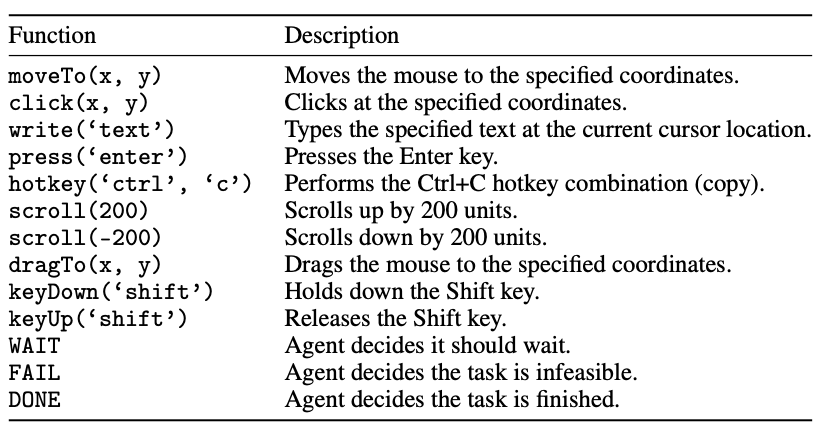 Function Description
moveTo(x, y) Moves the mouse to the specified coordinates.
click(x, y) Clicks at the specified coordinates.
write(‘text’) Types the specified text at the current cursor location.
press(‘enter’) Presses the Enter key.
hotkey(‘ctrl’, ‘c’) Performs the Ctrl+C hotkey combination (copy).
scroll(200) Scrolls up by 200 units.
scroll(-200) Scrolls down by 200 units.
dragTo(x, y) Drags the mouse to the specified coordinates.
keyDown(‘shift’) Holds down the Shift key.
keyUp(‘shift’) Releases the Shift key.
WAIT Agent decides it should wait.
FAIL Agent decides the task is infeasible.
DONE Agent decides the task is finished.